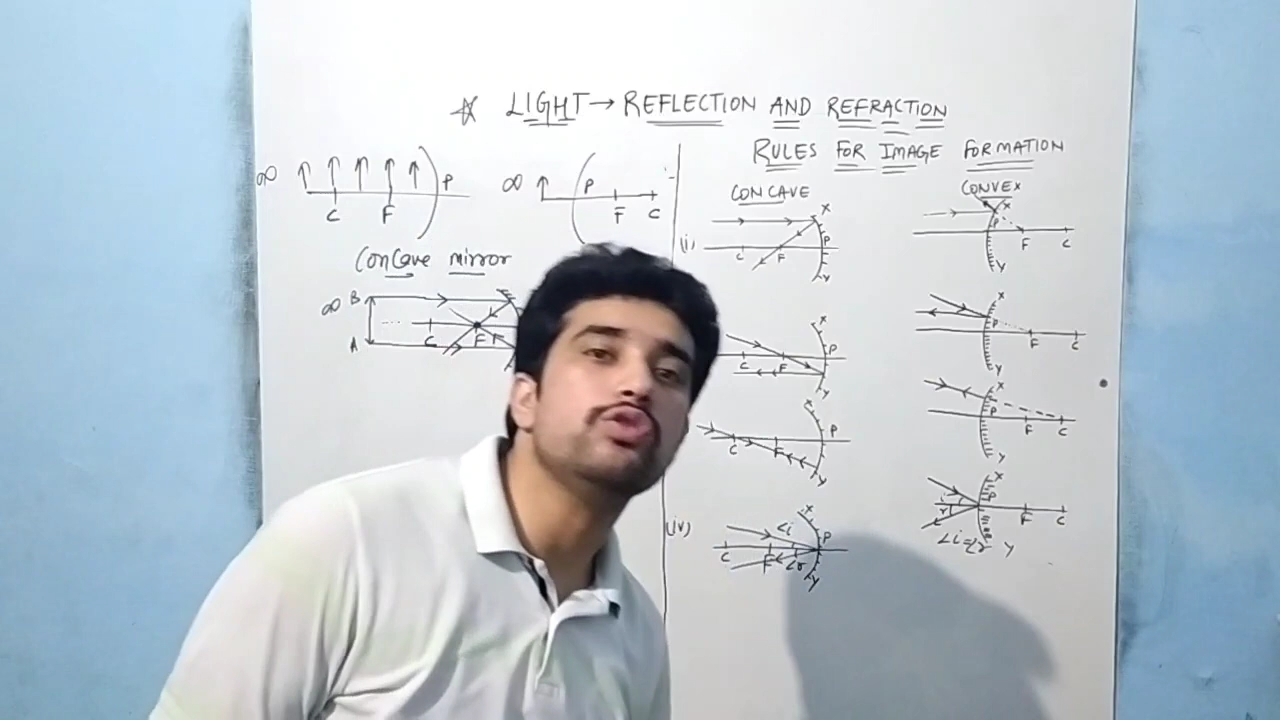 ☆ LIGHT → REFLECTION AND REFRACTION
∞ C F P
∞ P F C
Concave mirror
∞ B
C F
A
RULES FOR IMAGE FORMATION
CONCAVE
(i) X C F P Y
X C F P Y
X C F P Y
(iv) X ∠i C F ∠r P Y
CONVEX
X P F C Y
X P F C Y
X P F C Y
X i r P F C
∠i=∠r Y